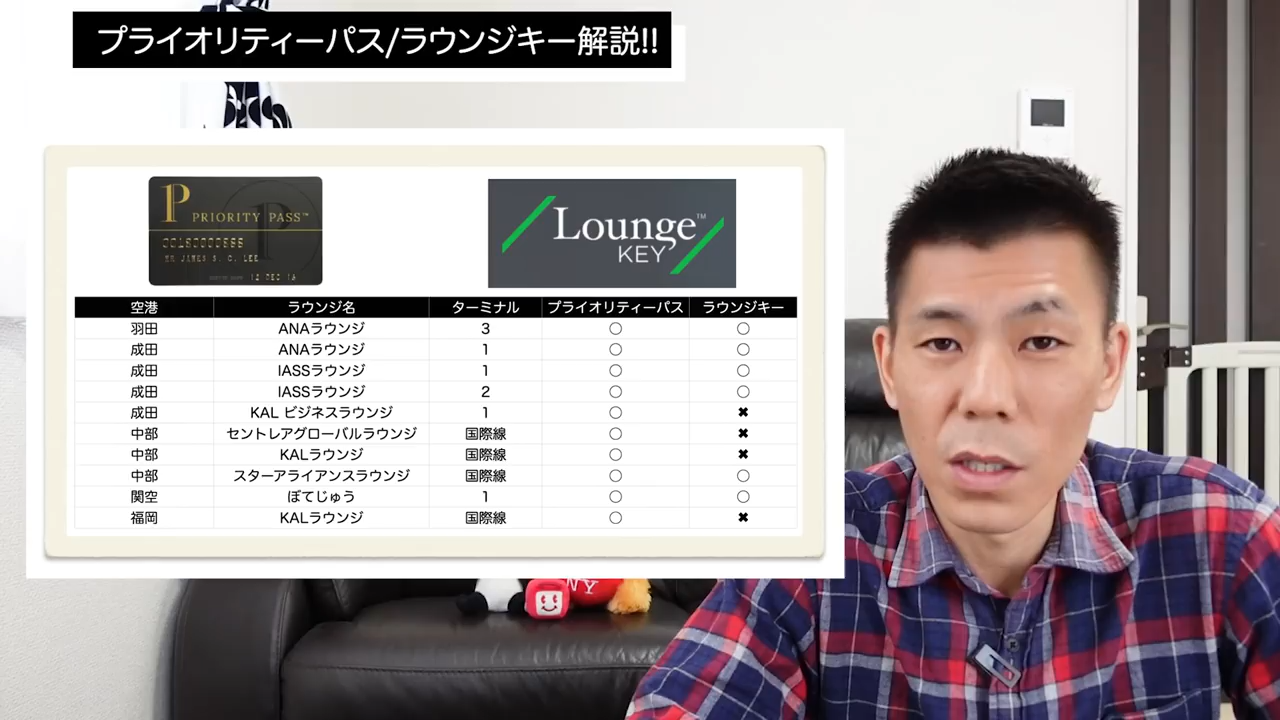 プライオリティーパス/ラウンジキー解説!!
P PRIORITY PASS™
MR JAMES S. C. LEE
12 DEC 16
Lounge™
KEY
空港 ラウンジ名 ターミナル プライオリティーパス ラウンジキー
羽田 ANAラウンジ 3 〇 〇
成田 ANAラウンジ 1 〇 〇
成田 IASSラウンジ 1 〇 〇
成田 IASSラウンジ 2 〇 〇
成田 KAL ビジネスラウンジ 1 〇 ✖
中部 セントレアグローバルラウンジ 国際線 〇 ✖
中部 KALラウンジ 国際線 〇 ✖
中部 スターアライアンスラウンジ 国際線 〇 〇
関空 ぼてじゅう 1 〇 〇
福岡 KALラウンジ 国際線 〇 ✖
NY